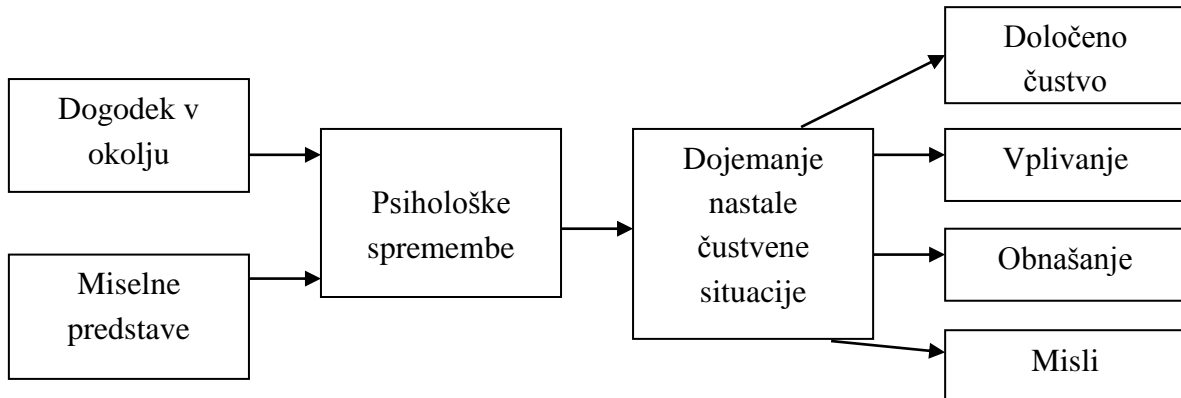 Dogodek v
okolju
Miselne
predstave
Psihološke
spremembe
Dojemanje
nastale
čustvene
situacije
Določeno
čustvo
Vplivanje
Obnašanje
Misli